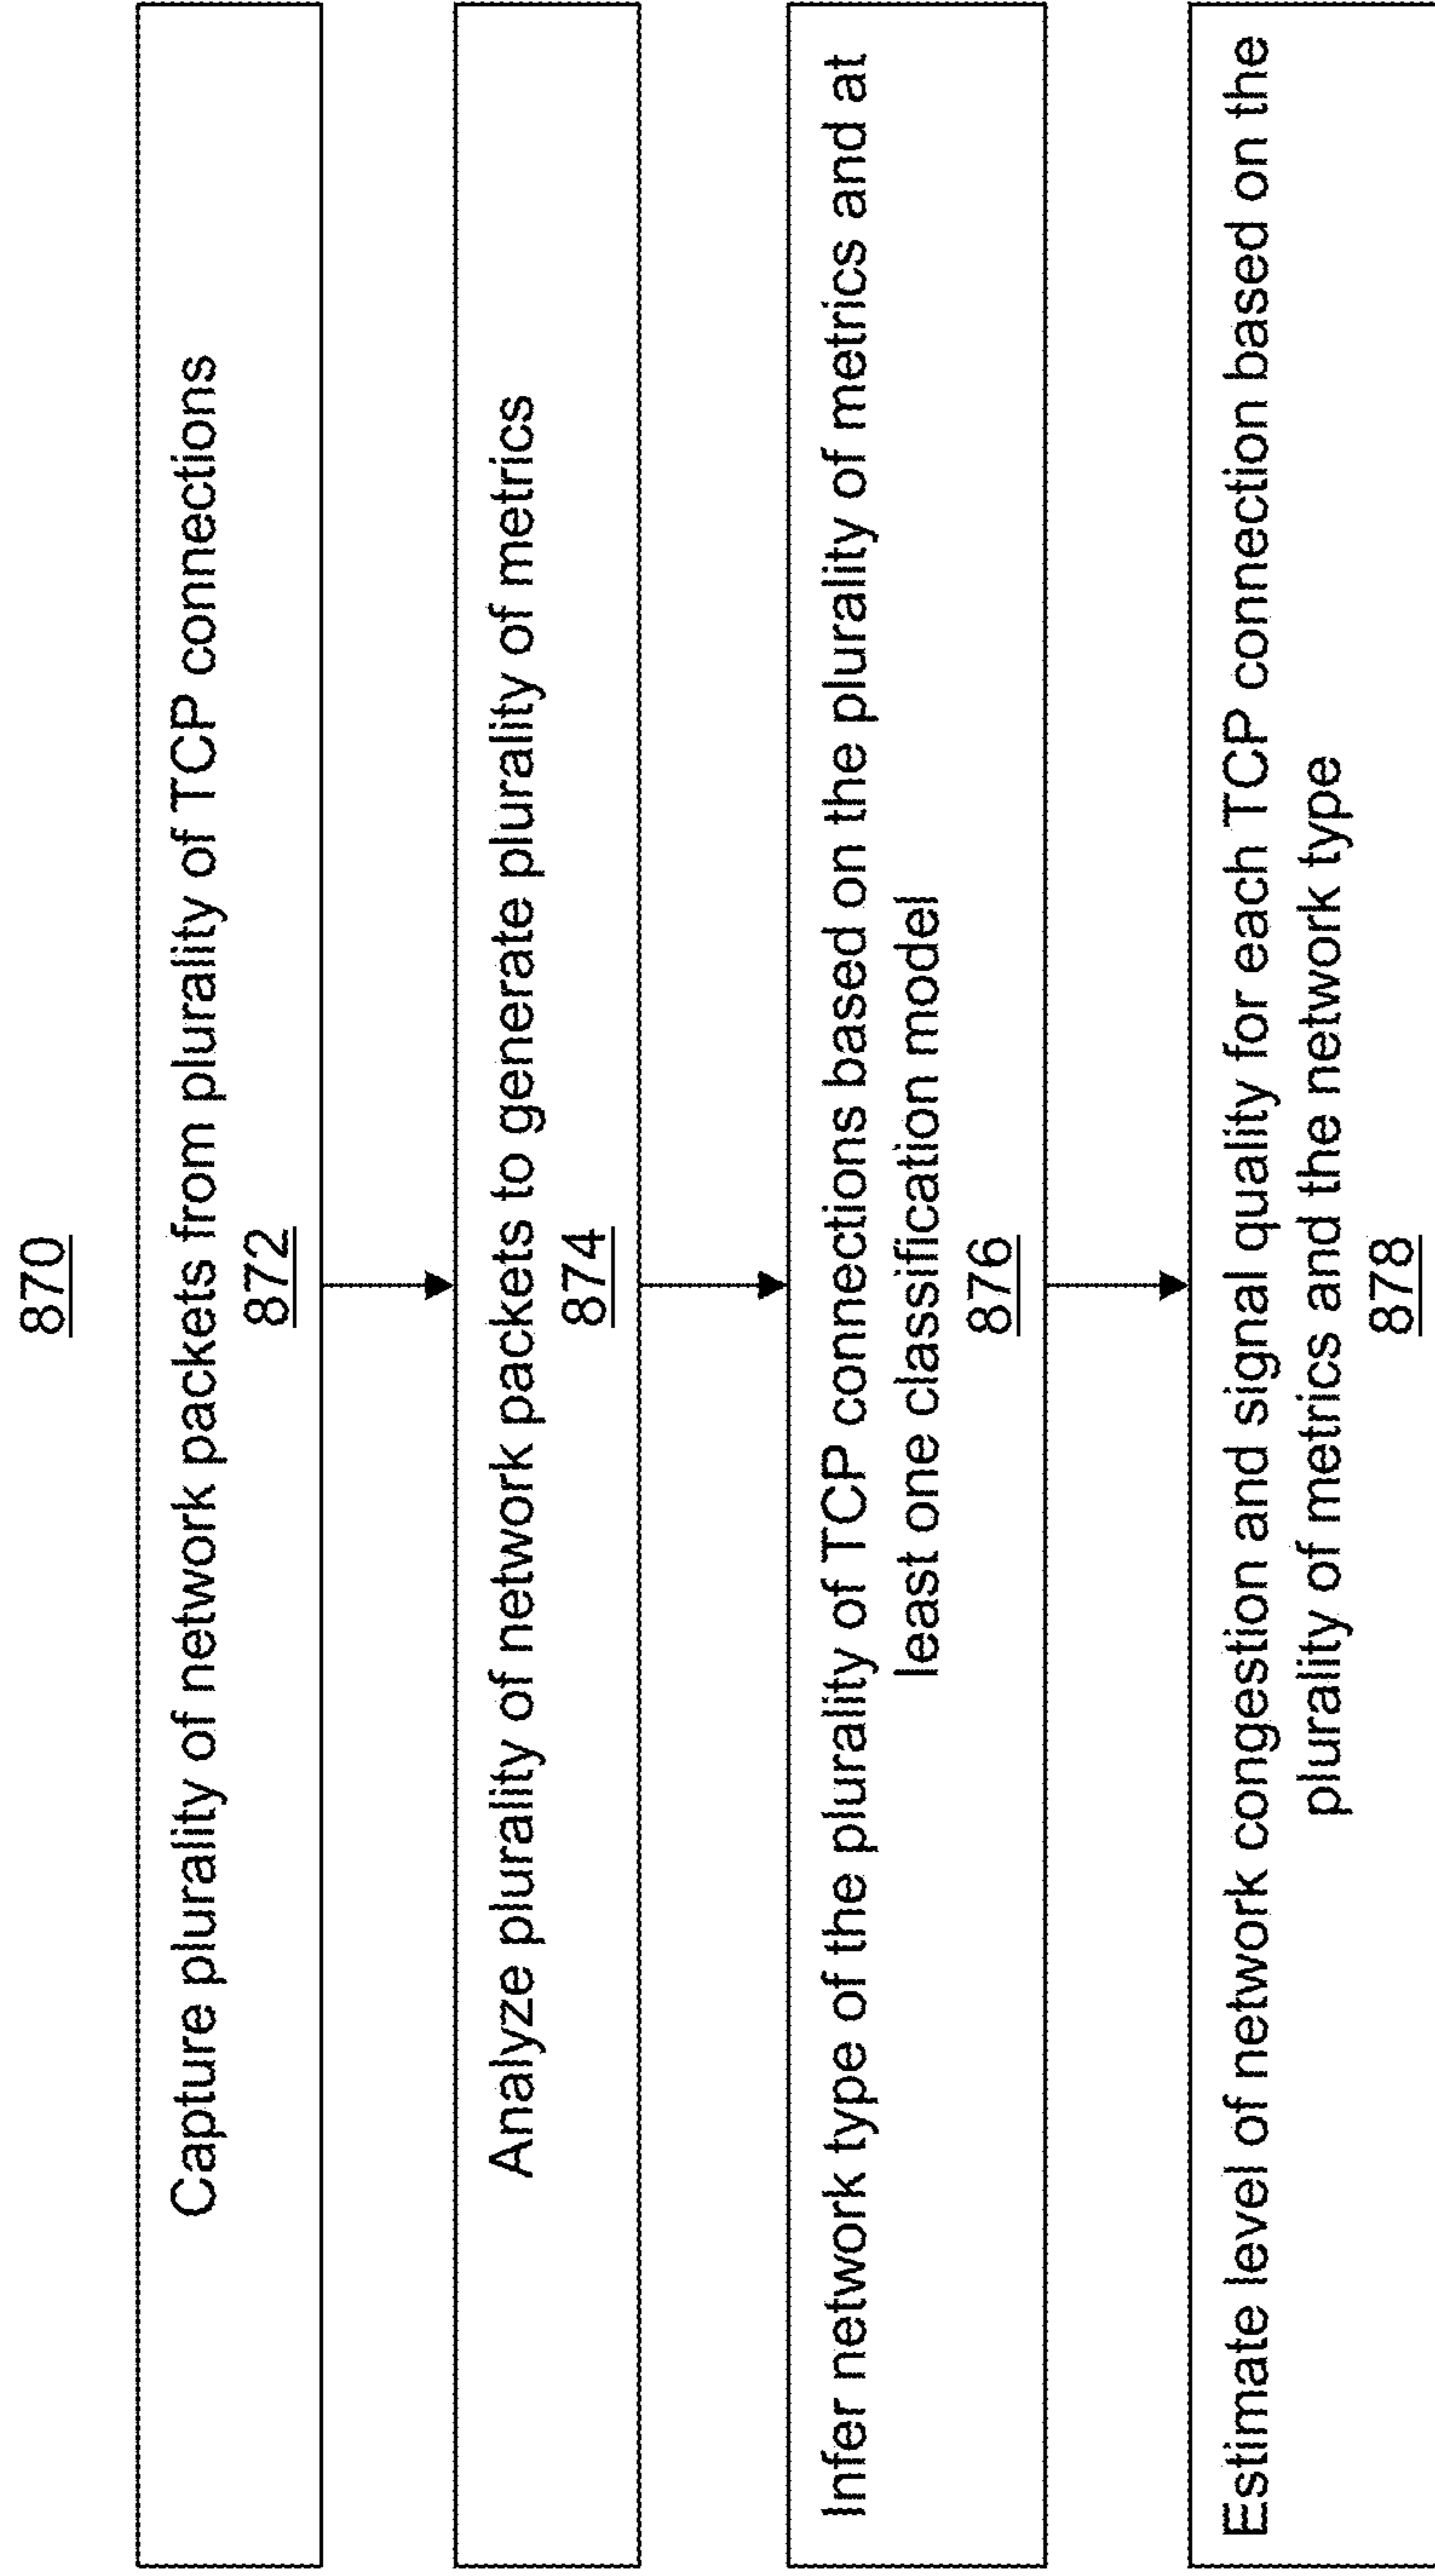 870
Capture plurality of network packets from plurality of TCP connections
872
Analyze plurality of network packets to generate plurality of metrics
874
Infer network type of the plurality of TCP connections based on the plurality of metrics and at
least one classification model
876
Estimate level of network congestion and signal quality for each TCP connection based on the
plurality of metrics and the network type
878